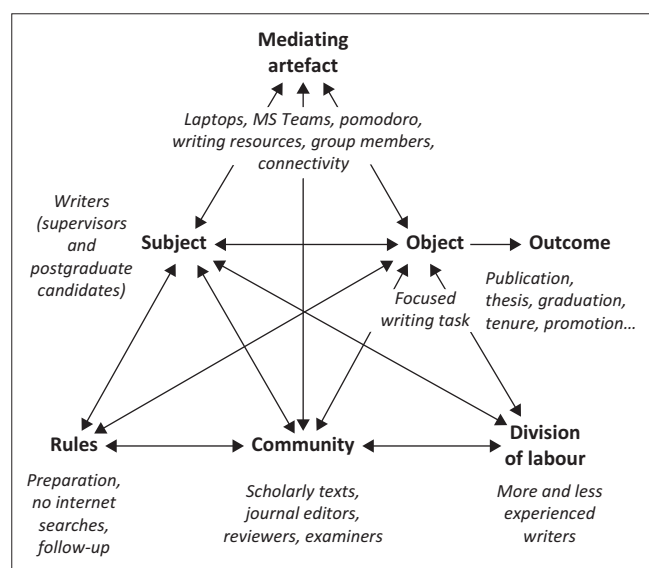 Mediating
artefact
Laptops, MS Teams, pomodoro,
writing resources, group members,
connectivity
Writers
(supervisors
and
postgraduate
candidates)
Subject
Object
Outcome
Focused
writing task
Publication,
thesis, graduation,
tenure, promotion...
Rules
Community
Division
of labour
Preparation,
no internet
searches,
follow-up
Scholarly texts,
journal editors,
reviewers, examiners
More and less
experienced
writers